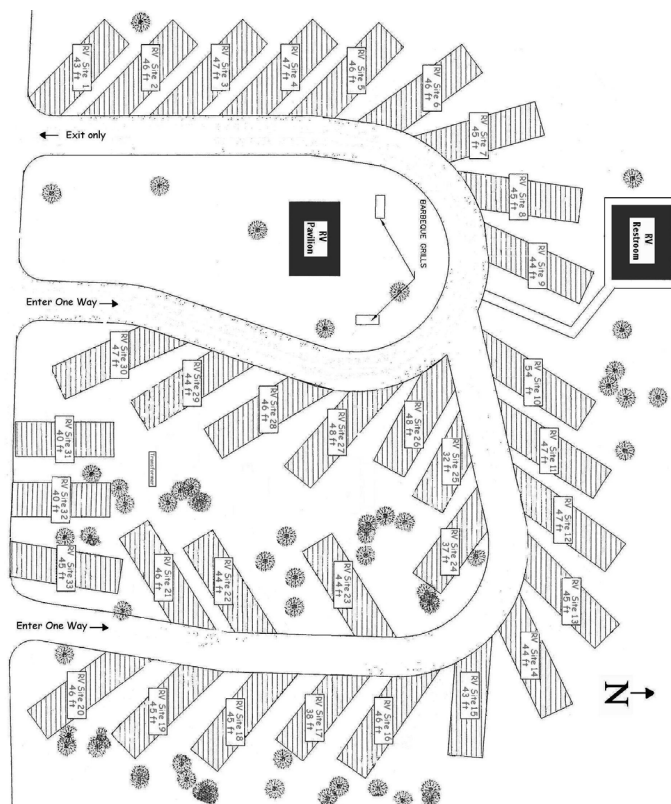 RV Site 1
43 ft
RV Site 2
46 ft
RV Site 3
47 ft
RV Site 4
47 ft
RV Site 5
46 ft
RV Site 6
46 ft
RV Site 7
45 ft
RV Site 8
45 ft
RV Site 9
44 ft
← Exit only
RV
Pavilion
BARBEQUE GRILLS
RV
Restroom
Enter One Way →
RV Site 10
54 ft
RV Site 11
47 ft
RV Site 12
47 ft
RV Site 13
45 ft
RV Site 14
44 ft
RV Site 15
43 ft
RV Site 16
46 ft
RV Site 17
38 ft
RV Site 18
45 ft
RV Site 19
45 ft
RV Site 20
46 ft
RV Site 21
46 ft
RV Site 22
44 ft
RV Site 23
44 ft
RV Site 24
37 ft
RV Site 25
32 ft
RV Site 26
48 ft
RV Site 27
48 ft
RV Site 28
46 ft
RV Site 29
44 ft
RV Site 30
47 ft
RV Site 31
40 ft
RV Site 32
40 ft
RV Site 33
45 ft
Transformer
Enter One Way →
N